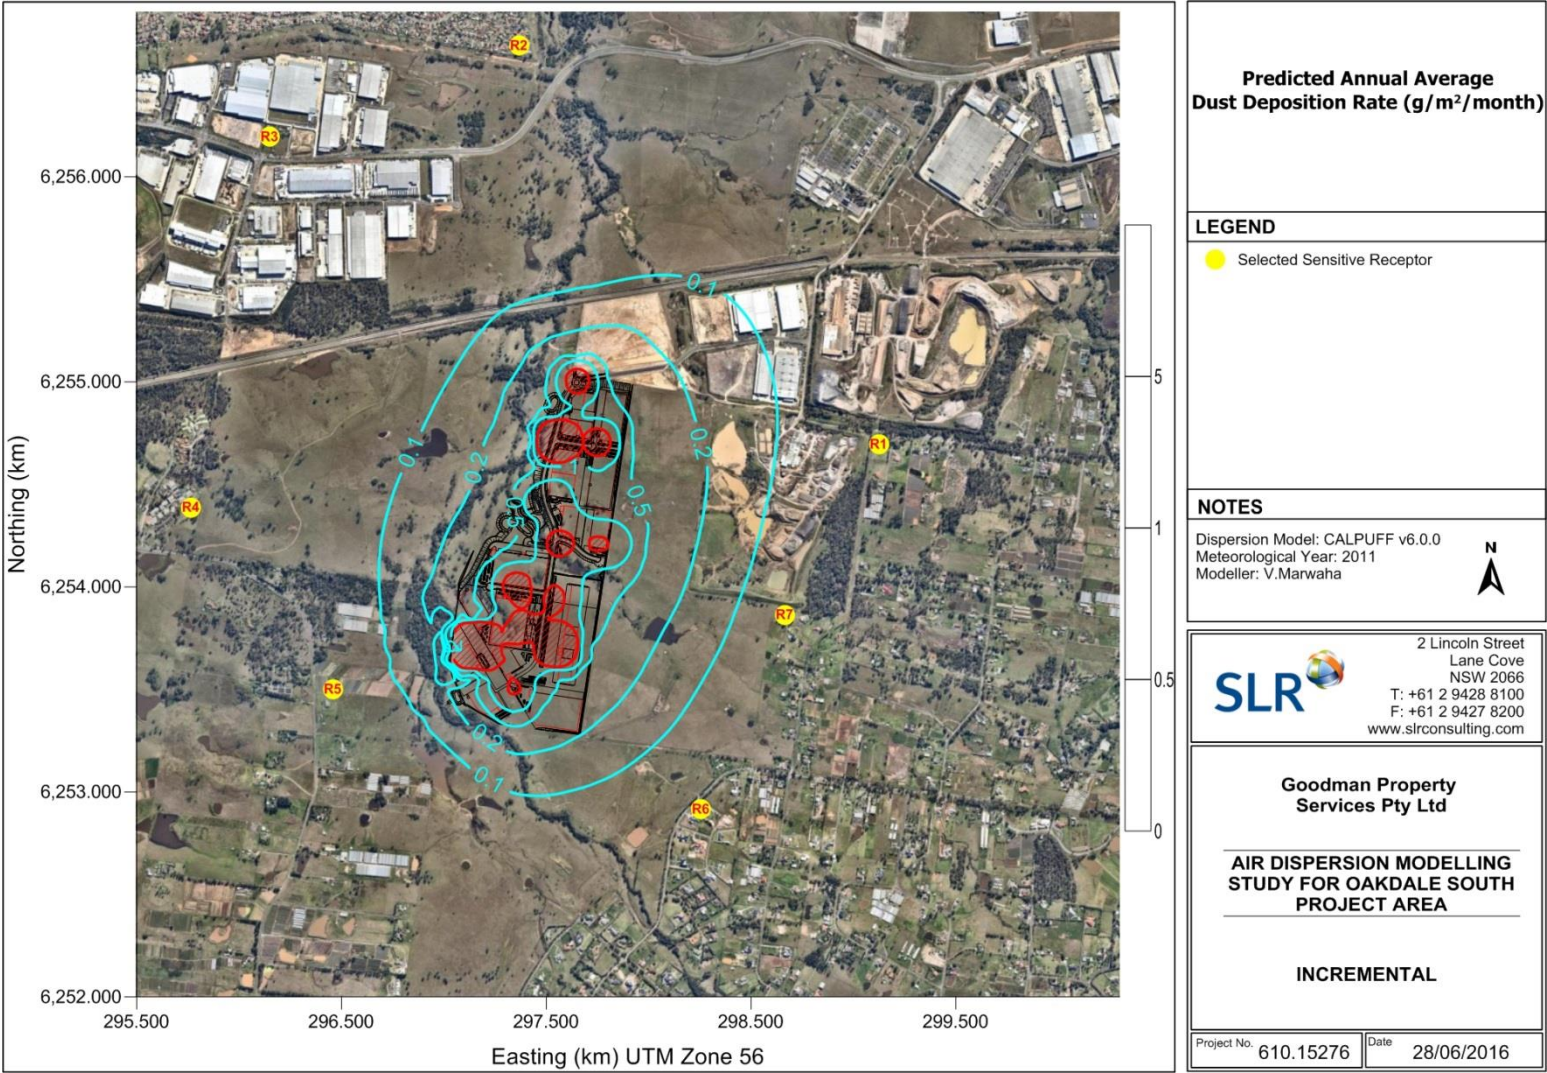 R2
R3
6,256.000
0.1
6,255.000
5
0.1
0.2
0.2
R1
1
0.5
R4
0.5
1
6,254.000
R7
0.5
R5
0.2
0.1
6,253.000
R6
0
6,252.000
295.500
296.500
297.500
298.500
299.500
Northing (km)
Easting (km) UTM Zone 56
Predicted Annual Average
Dust Deposition Rate (g/m²/month)
LEGEND
Selected Sensitive Receptor
NOTES
Dispersion Model: CALPUFF v6.0.0
Meteorological Year: 2011
Modeller: V.Marwaha
N
SLR
2 Lincoln Street
Lane Cove
NSW 2066
T: +61 2 9428 8100
F: +61 2 9427 8200
www.slrconsulting.com
Goodman Property
Services Pty Ltd
AIR DISPERSION MODELLING
STUDY FOR OAKDALE SOUTH
PROJECT AREA
INCREMENTAL
Project No. 610.15276
Date 28/06/2016